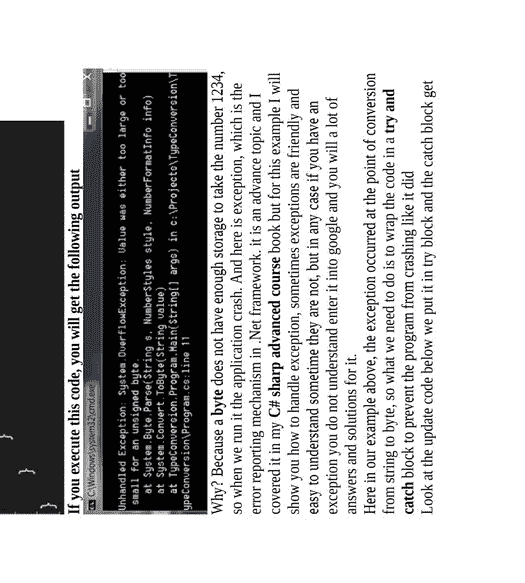 }
}
}
If you execute this code, you will get the following output
C:\Windows\system32\cmd.exe
Unhandled Exception: System.OverflowException: Value was either too large or too
small for an unsigned byte.
at System.Byte.Parse(String s, NumberStyles style, NumberFormatInfo info)
at System.Convert.ToByte(String value)
at TypeConversion.Program.Main(String[] args) in c:\Projects\TypeConversion\T
ypeConversion\Program.cs:line 11
Why? Because a byte does not have enough storage to take the number 1234,
so when we run it the application crash. And here is exception, which is the
error reporting mechanism in .Net framework. it is an advance topic and I
covered it in my C# sharp advanced course book but for this example I will
show you how to handle exception, sometimes exceptions are friendly and
easy to understand sometime they are not, but in any case if you have an
exception you do not understand enter it into google and you will a lot of
answers and solutions for it.
Here in our example above, the exception occurred at the point of conversion
from string to byte, so what we need to do is to wrap the code in a try and
catch block to prevent the program from crashing like it did
Look at the update code below we put it in try block and the catch block get